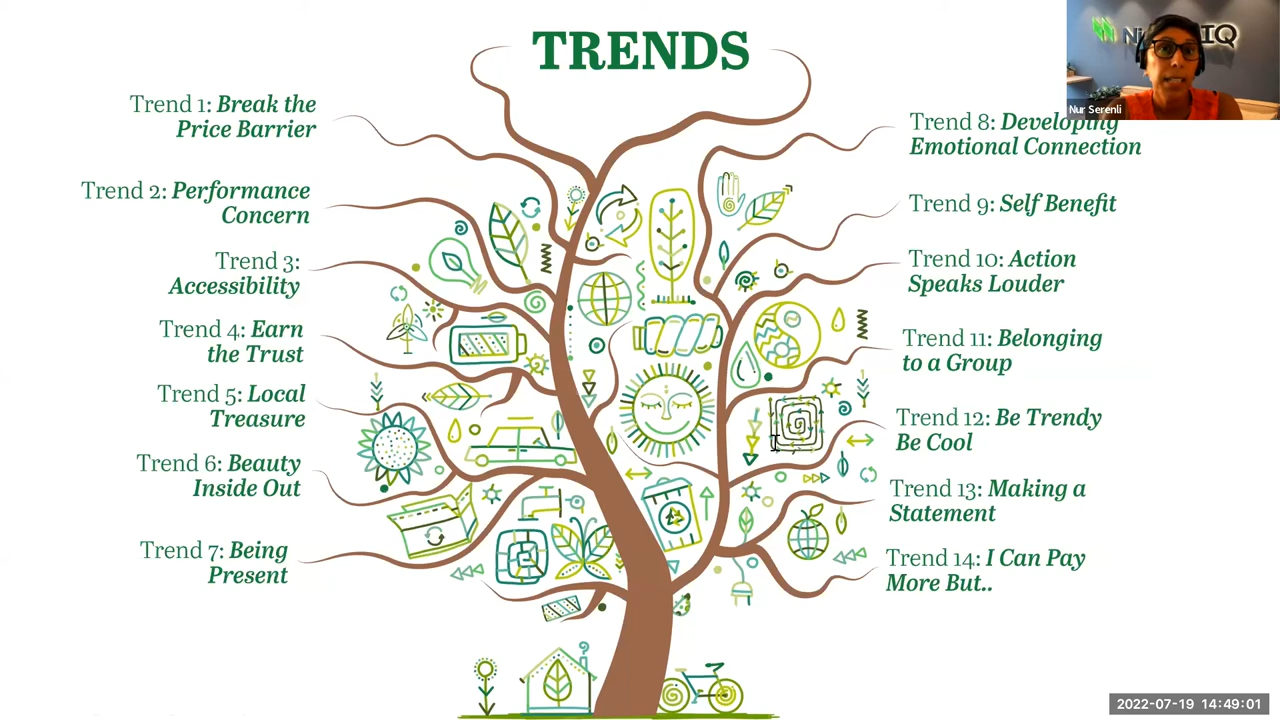 TRENDS
Trend 1: Break the
Price Barrier
Trend 2: Performance
Concern
Trend 3:
Accessibility
Trend 4: Earn
the Trust
Trend 5: Local
Treasure
Trend 6: Beauty
Inside Out
Trend 7: Being
Present
Trend 8: Developing
Emotional Connection
Trend 9: Self Benefit
Trend 10: Action
Speaks Louder
Trend 11: Belonging
to a Group
Trend 12: Be Trendy
Be Cool
Trend 13: Making a
Statement
Trend 14: I Can Pay
More But..
IQ
Nur Serenli
2022-07-19 14:49:01